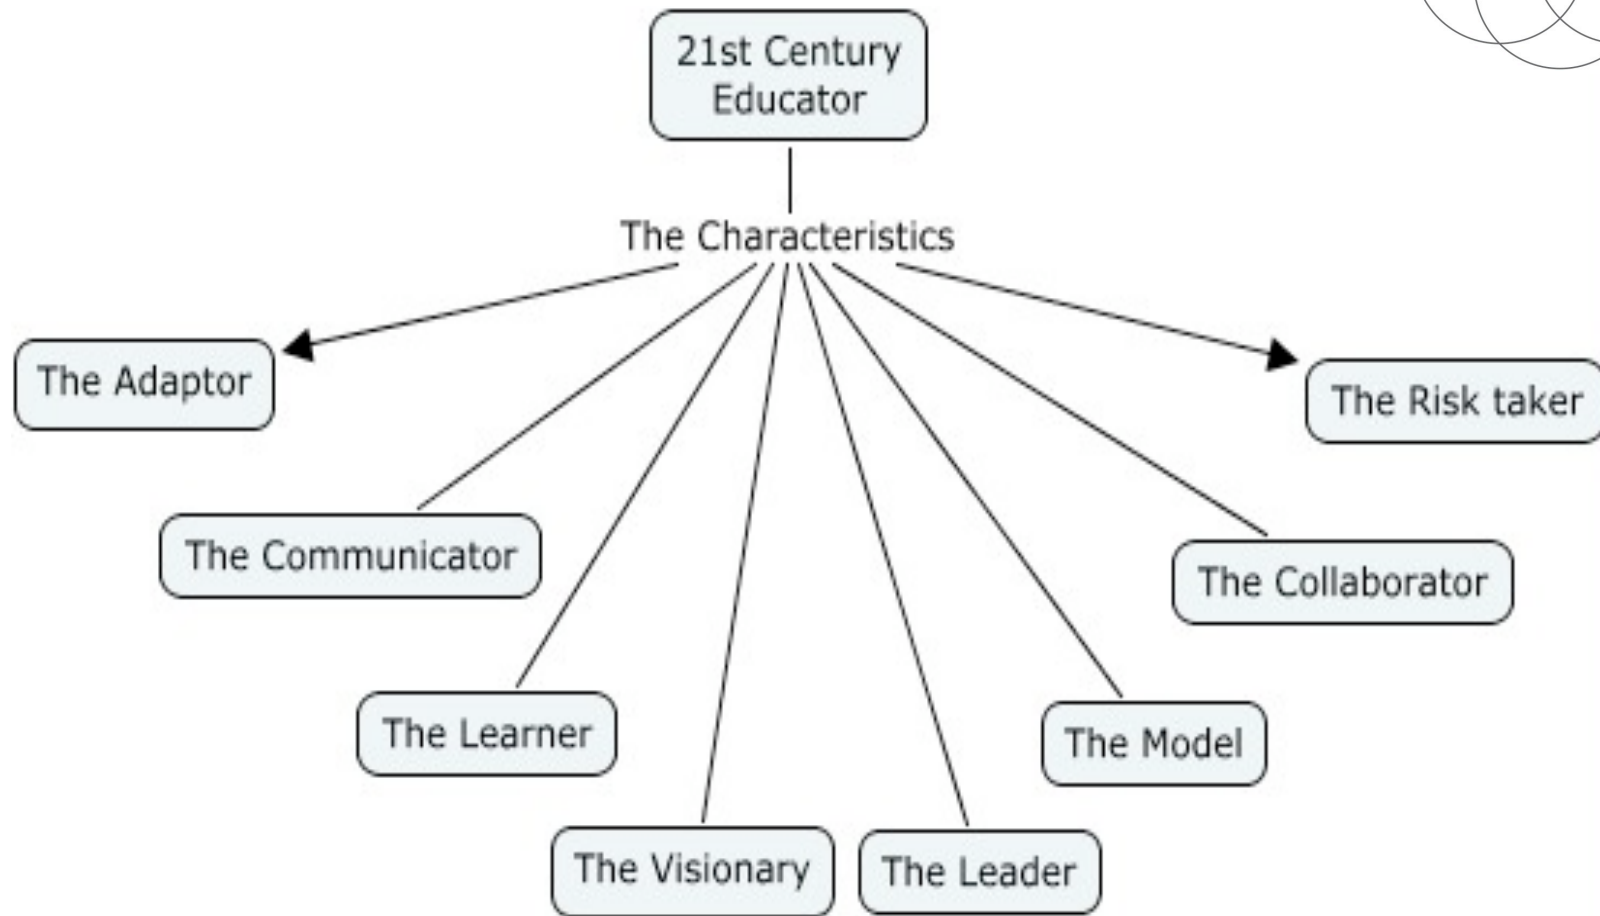 21st Century
Educator
The Characteristics
The Adaptor
The Risk taker
The Communicator
The Collaborator
The Learner
The Model
The Visionary
The Leader